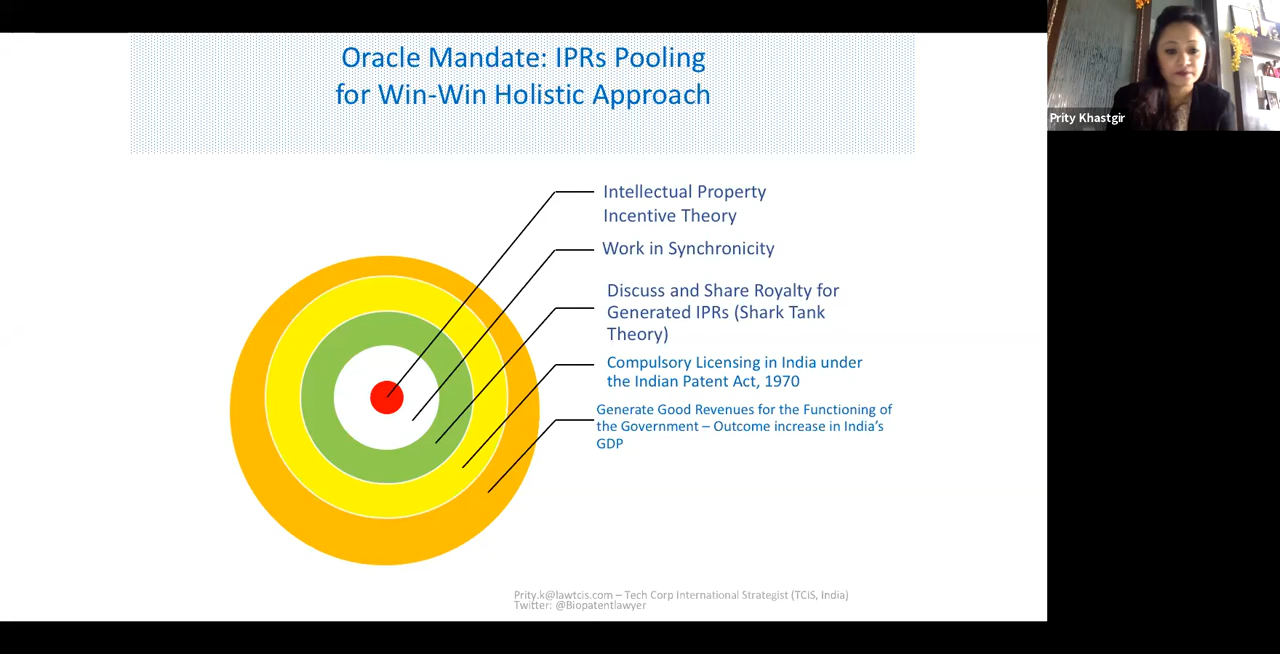 Oracle Mandate: IPRs Pooling
for Win-Win Holistic Approach
Prity Khastgir
Intellectual Property
Incentive Theory
Work in Synchronicity
Discuss and Share Royalty for
Generated IPRs (Shark Tank
Theory)
Compulsory Licensing in India under
the Indian Patent Act, 1970
Generate Good Revenues for the Functioning of
the Government – Outcome increase in India's
GDP
Prity.k@lawtcis.com – Tech Corp International Strategist (TCIS, India)
Twitter: @Biopatentlawyer